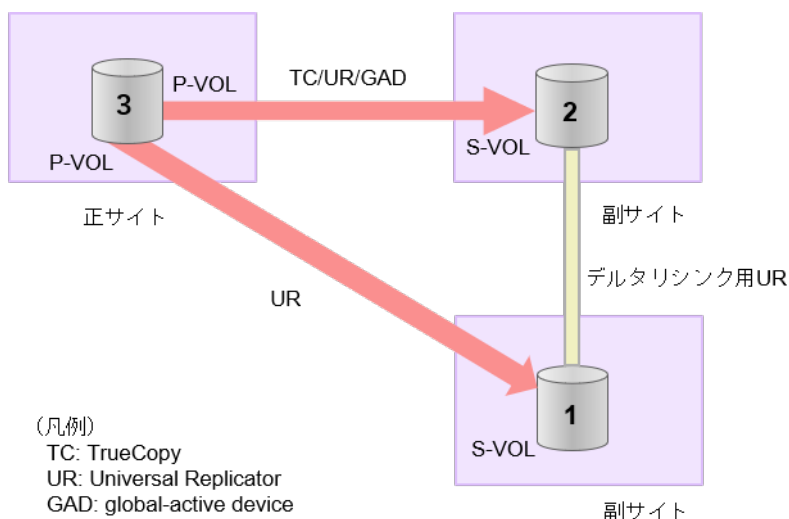 P-VOL
TC/UR/GAD
3
2
P-VOL
S-VOL
正サイト
副サイト
デルタリシンク用UR
UR
1
S-VOL
(凡例)
TC: TrueCopy
UR: Universal Replicator
GAD: global-active device
副サイト